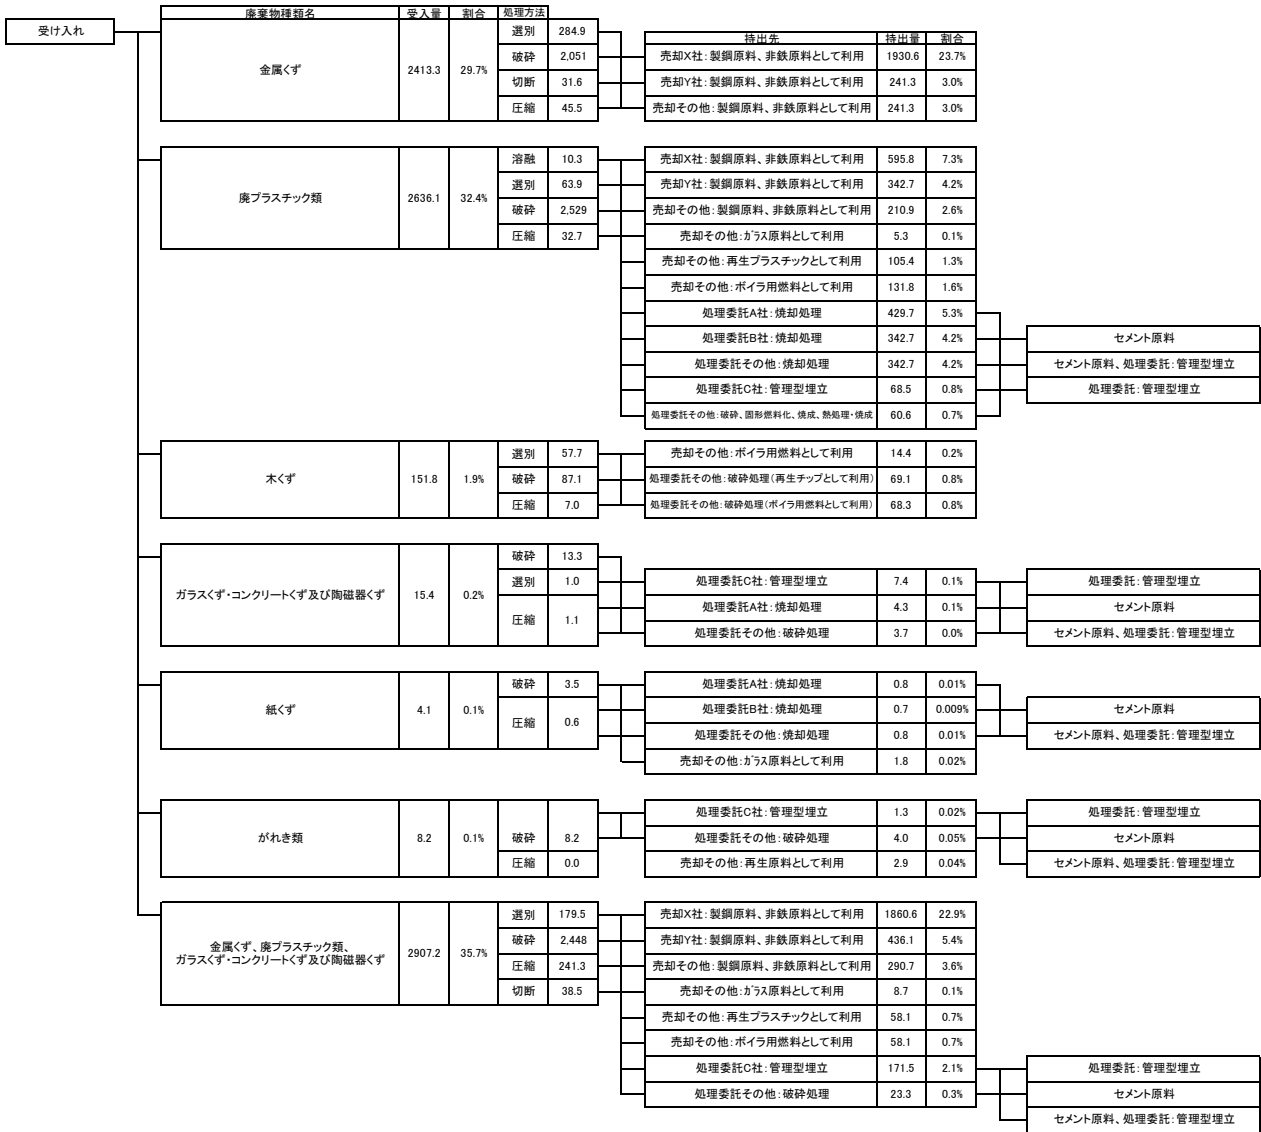 受け入れ
廃棄物種類名 受入量 割合 処理方法
金属くず 2413.3 29.7%
選別 284.9
破砕 2,051
切断 31.6
圧縮 45.5
持出先 持出量 割合
売却X社：製鋼原料、非鉄原料として利用 1930.6 23.7%
売却Y社：製鋼原料、非鉄原料として利用 241.3 3.0%
売却その他：製鋼原料、非鉄原料として利用 241.3 3.0%
廃プラスチック類 2636.1 32.4%
溶融 10.3
選別 63.9
破砕 2,529
圧縮 32.7
売却X社：製鋼原料、非鉄原料として利用 595.8 7.3%
売却Y社：製鋼原料、非鉄原料として利用 342.7 4.2%
売却その他：製鋼原料、非鉄原料として利用 210.9 2.6%
売却その他：ｶﾞﾗｽ原料として利用 5.3 0.1%
売却その他：再生プラスチックとして利用 105.4 1.3%
売却その他：ボイラ用燃料として利用 131.8 1.6%
処理委託A社：焼却処理 429.7 5.3%
処理委託B社：焼却処理 342.7 4.2%
処理委託その他：焼却処理 342.7 4.2%
処理委託C社：管理型埋立 68.5 0.8%
処理委託その他：破砕、固形燃料化、焼成、熱処理・焼成 60.6 0.7%
セメント原料
セメント原料、処理委託：管理型埋立
処理委託：管理型埋立
木くず 151.8 1.9%
選別 57.7
破砕 87.1
圧縮 7.0
売却その他：ボイラ用燃料として利用 14.4 0.2%
処理委託その他：破砕処理（再生チップとして利用） 69.1 0.8%
処理委託その他：破砕処理（ボイラ用燃料として利用） 68.3 0.8%
ガラスくず・コンクリートくず及び陶磁器くず 15.4 0.2%
破砕 13.3
選別 1.0
圧縮 1.1
処理委託C社：管理型埋立 7.4 0.1%
処理委託A社：焼却処理 4.3 0.1%
処理委託その他：破砕処理 3.7 0.0%
処理委託：管理型埋立
セメント原料
セメント原料、処理委託：管理型埋立
紙くず 4.1 0.1%
破砕 3.5
圧縮 0.6
処理委託A社：焼却処理 0.8 0.01%
処理委託B社：焼却処理 0.7 0.009%
処理委託その他：焼却処理 0.8 0.01%
売却その他：ｶﾞﾗｽ原料として利用 1.8 0.02%
セメント原料
セメント原料、処理委託：管理型埋立
がれき類 8.2 0.1%
破砕 8.2
圧縮 0.0
処理委託C社：管理型埋立 1.3 0.02%
処理委託その他：破砕処理 4.0 0.05%
売却その他：再生原料として利用 2.9 0.04%
処理委託：管理型埋立
セメント原料
セメント原料、処理委託：管理型埋立
金属くず、廃プラスチック類、
ガラスくず・コンクリートくず及び陶磁器くず 2907.2 35.7%
選別 179.5
破砕 2,448
圧縮 241.3
切断 38.5
売却X社：製鋼原料、非鉄原料として利用 1860.6 22.9%
売却Y社：製鋼原料、非鉄原料として利用 436.1 5.4%
売却その他：製鋼原料、非鉄原料として利用 290.7 3.6%
売却その他：ｶﾞﾗｽ原料として利用 8.7 0.1%
売却その他：再生プラスチックとして利用 58.1 0.7%
売却その他：ボイラ用燃料として利用 58.1 0.7%
処理委託C社：管理型埋立 171.5 2.1%
処理委託その他：破砕処理 23.3 0.3%
処理委託：管理型埋立
セメント原料
セメント原料、処理委託：管理型埋立